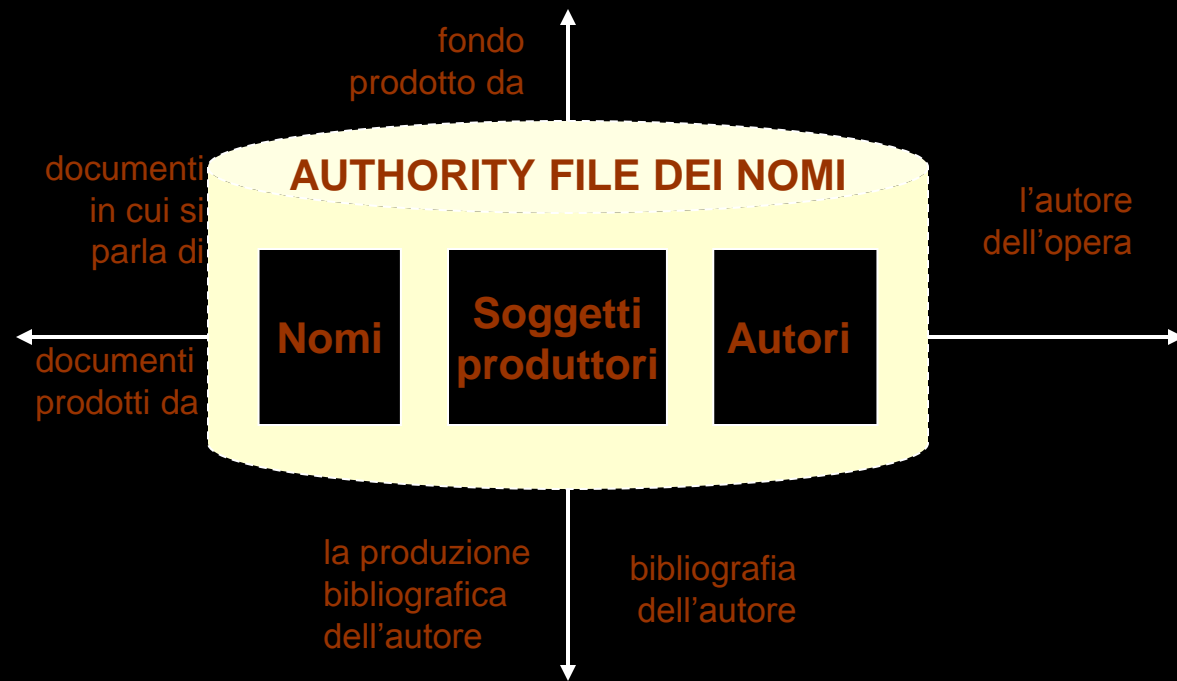 fondo
prodotto da
AUTHORITY FILE DEI NOMI
documenti
in cui si
parla di
l’autore
dell’opera
Nomi
Soggetti
produttori
Autori
documenti
prodotti da
la produzione
bibliografica
dell’autore
bibliografia
dell’autore